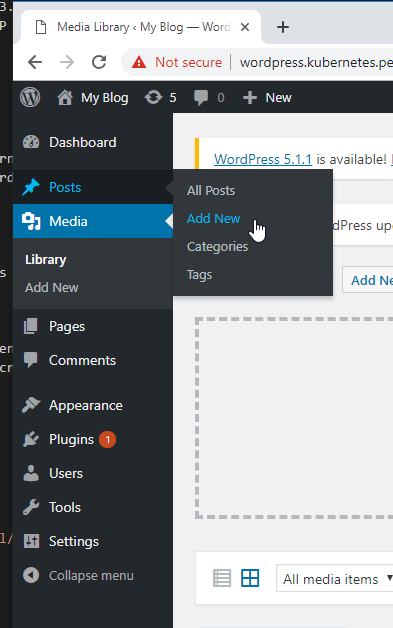 Media Library ‹ My Blog — Word
Not secure | wordpress.kubernetes.pe
My Blog 5 0 New
Dashboard
WordPress 5.1.1 is available!
Posts
All Posts
Media
Add New
dPress upd
Categories
Library
Add New
Tags
Add Ne
Pages
Comments
Appearance
Plugins 1
Users
Tools
Settings
Collapse menu
All media items